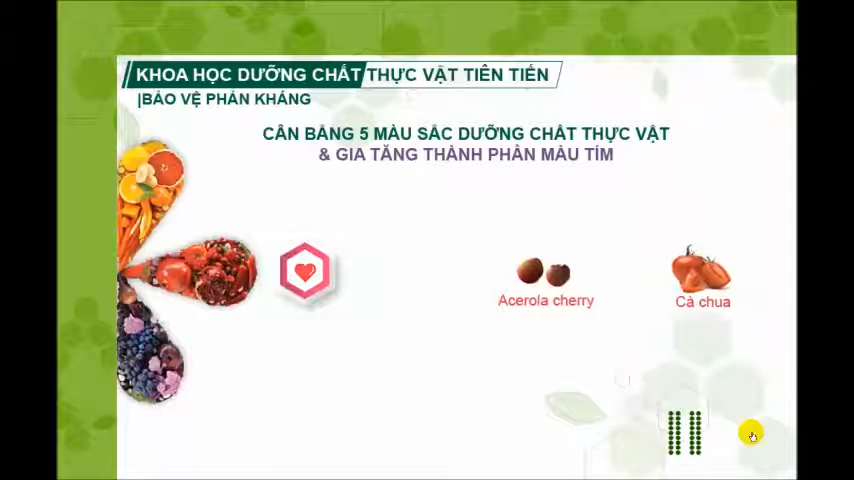 KHOA HỌC DƯỠNG CHẤT THỰC VẬT TIÊN TIẾN
|BẢO VỆ PHẢN KHÁNG
CÂN BẰNG 5 MÀU SẮC DƯỠNG CHẤT THỰC VẬT
& GIA TĂNG THÀNH PHẦN MÀU TÍM
Acerola cherry
Cà chua